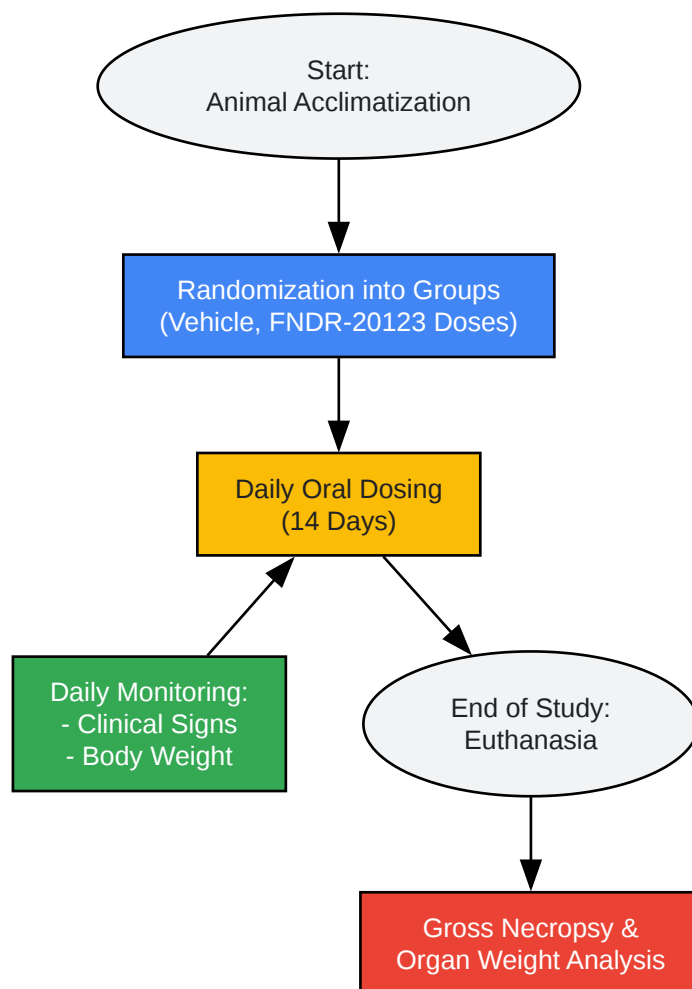 Start:
Animal Acclimatization
Randomization into Groups
(Vehicle, FNDR-20123 Doses)
Daily Oral Dosing
(14 Days)
Daily Monitoring:
- Clinical Signs
- Body Weight
End of Study:
Euthanasia
Gross Necropsy &
Organ Weight Analysis